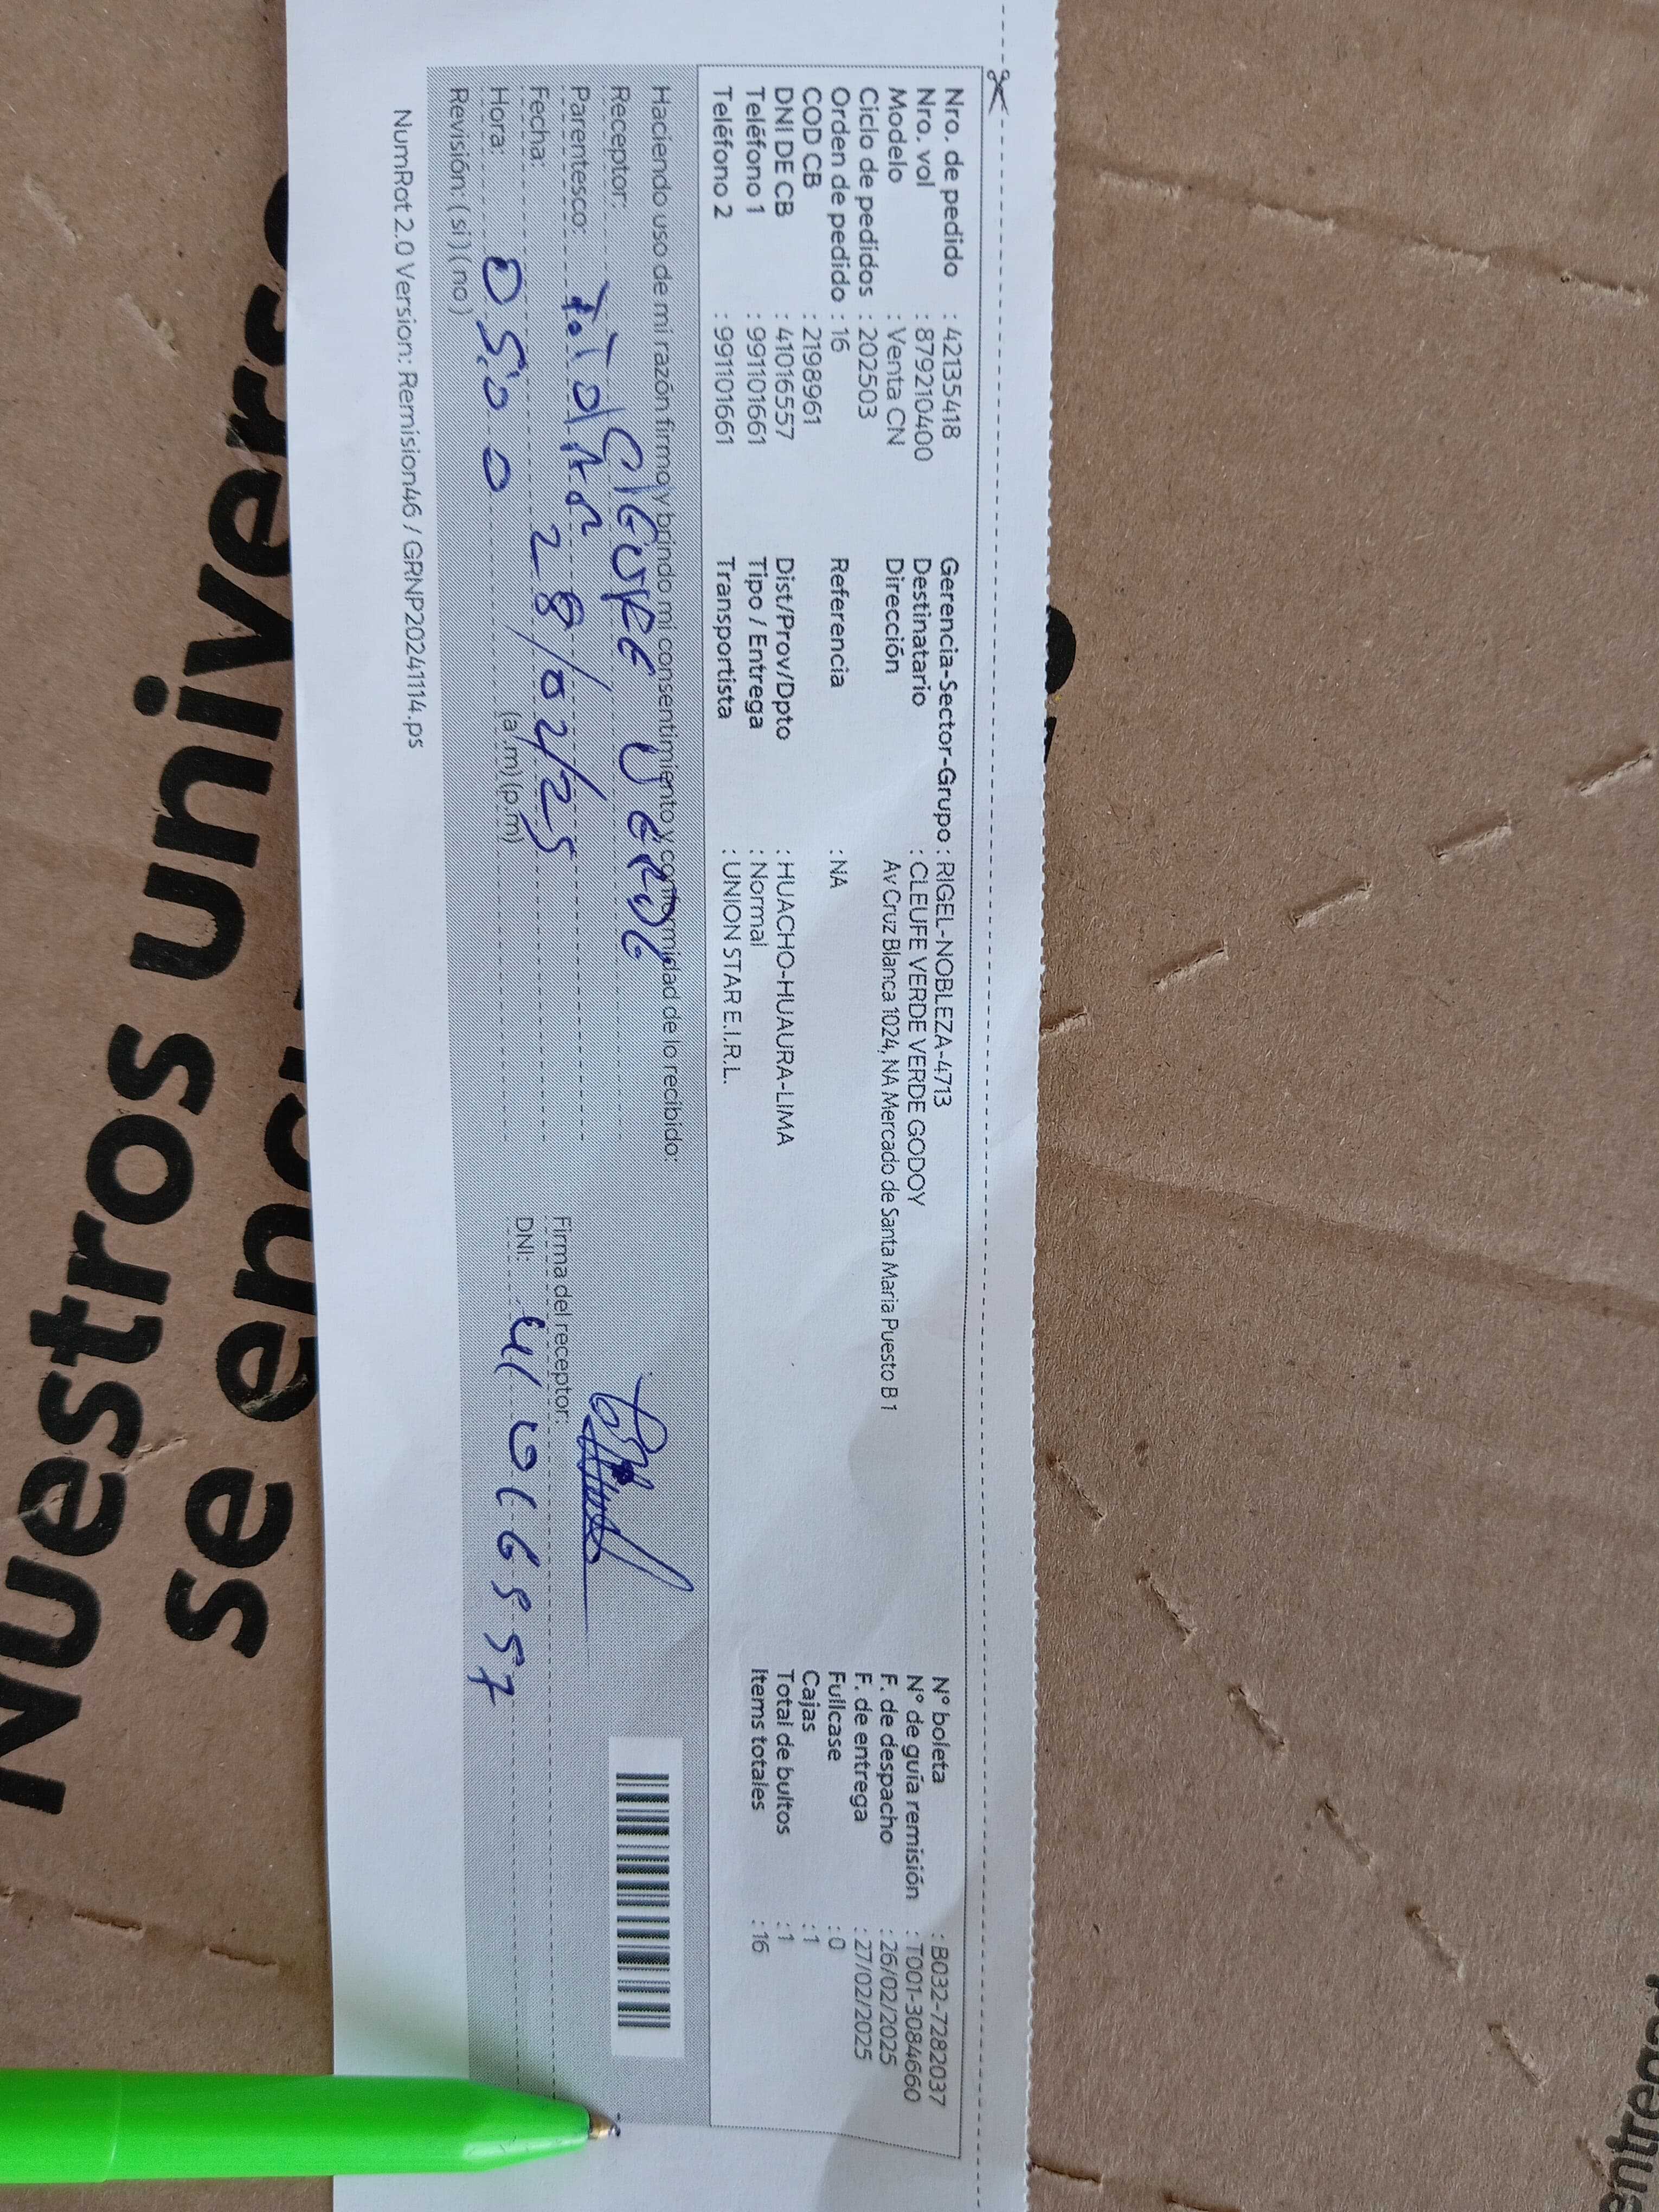 Nro. de pedido : 42135418
Nro. vol : 879210400
Modelo : Venta CN
Ciclo de pedidos : 202503
Orden de pedido : 16
COD CB : 2198961
DNI DE CB : 41016557
Teléfono 1 : 991101661
Teléfono 2 : 991101661
Gerencia-Sector-Grupo : RIGEL-NOBLEZA-4713
Destinatario : CLEUFE VERDE VERDE GODOY
Dirección Av Cruz Blanca 1024, NA Mercado de Santa Maria Puesto B 1
Referencia : NA
Dist/Prov/Dpto : HUACHO-HUAURA-LIMA
Tipo / Entrega : Normal
Transportista : UNION STAR E.I.R.L.
N° boleta : B032-7282037
N° de guía remisión : T001-3084660
F. de despacho : 26/02/2025
F. de entrega : 27/02/2025
Fullcase : 0
Cajas : 1
Total de bultos : 1
Items totales : 16
Haciendo uso de mi razón firmo y brindo mi consentimiento y conformidad de lo recibido:
Receptor: VERDE
Parentesco: Titular
Fecha: 28/02/25
Hora: 05:00 (a.m) (p.m)
Revisión: (si) (no)
Firma del receptor:
DNI: 41016557
NumRot 2.0 Version: Remision46 / GRNP20241114.ps
Nuestros univers
se enci